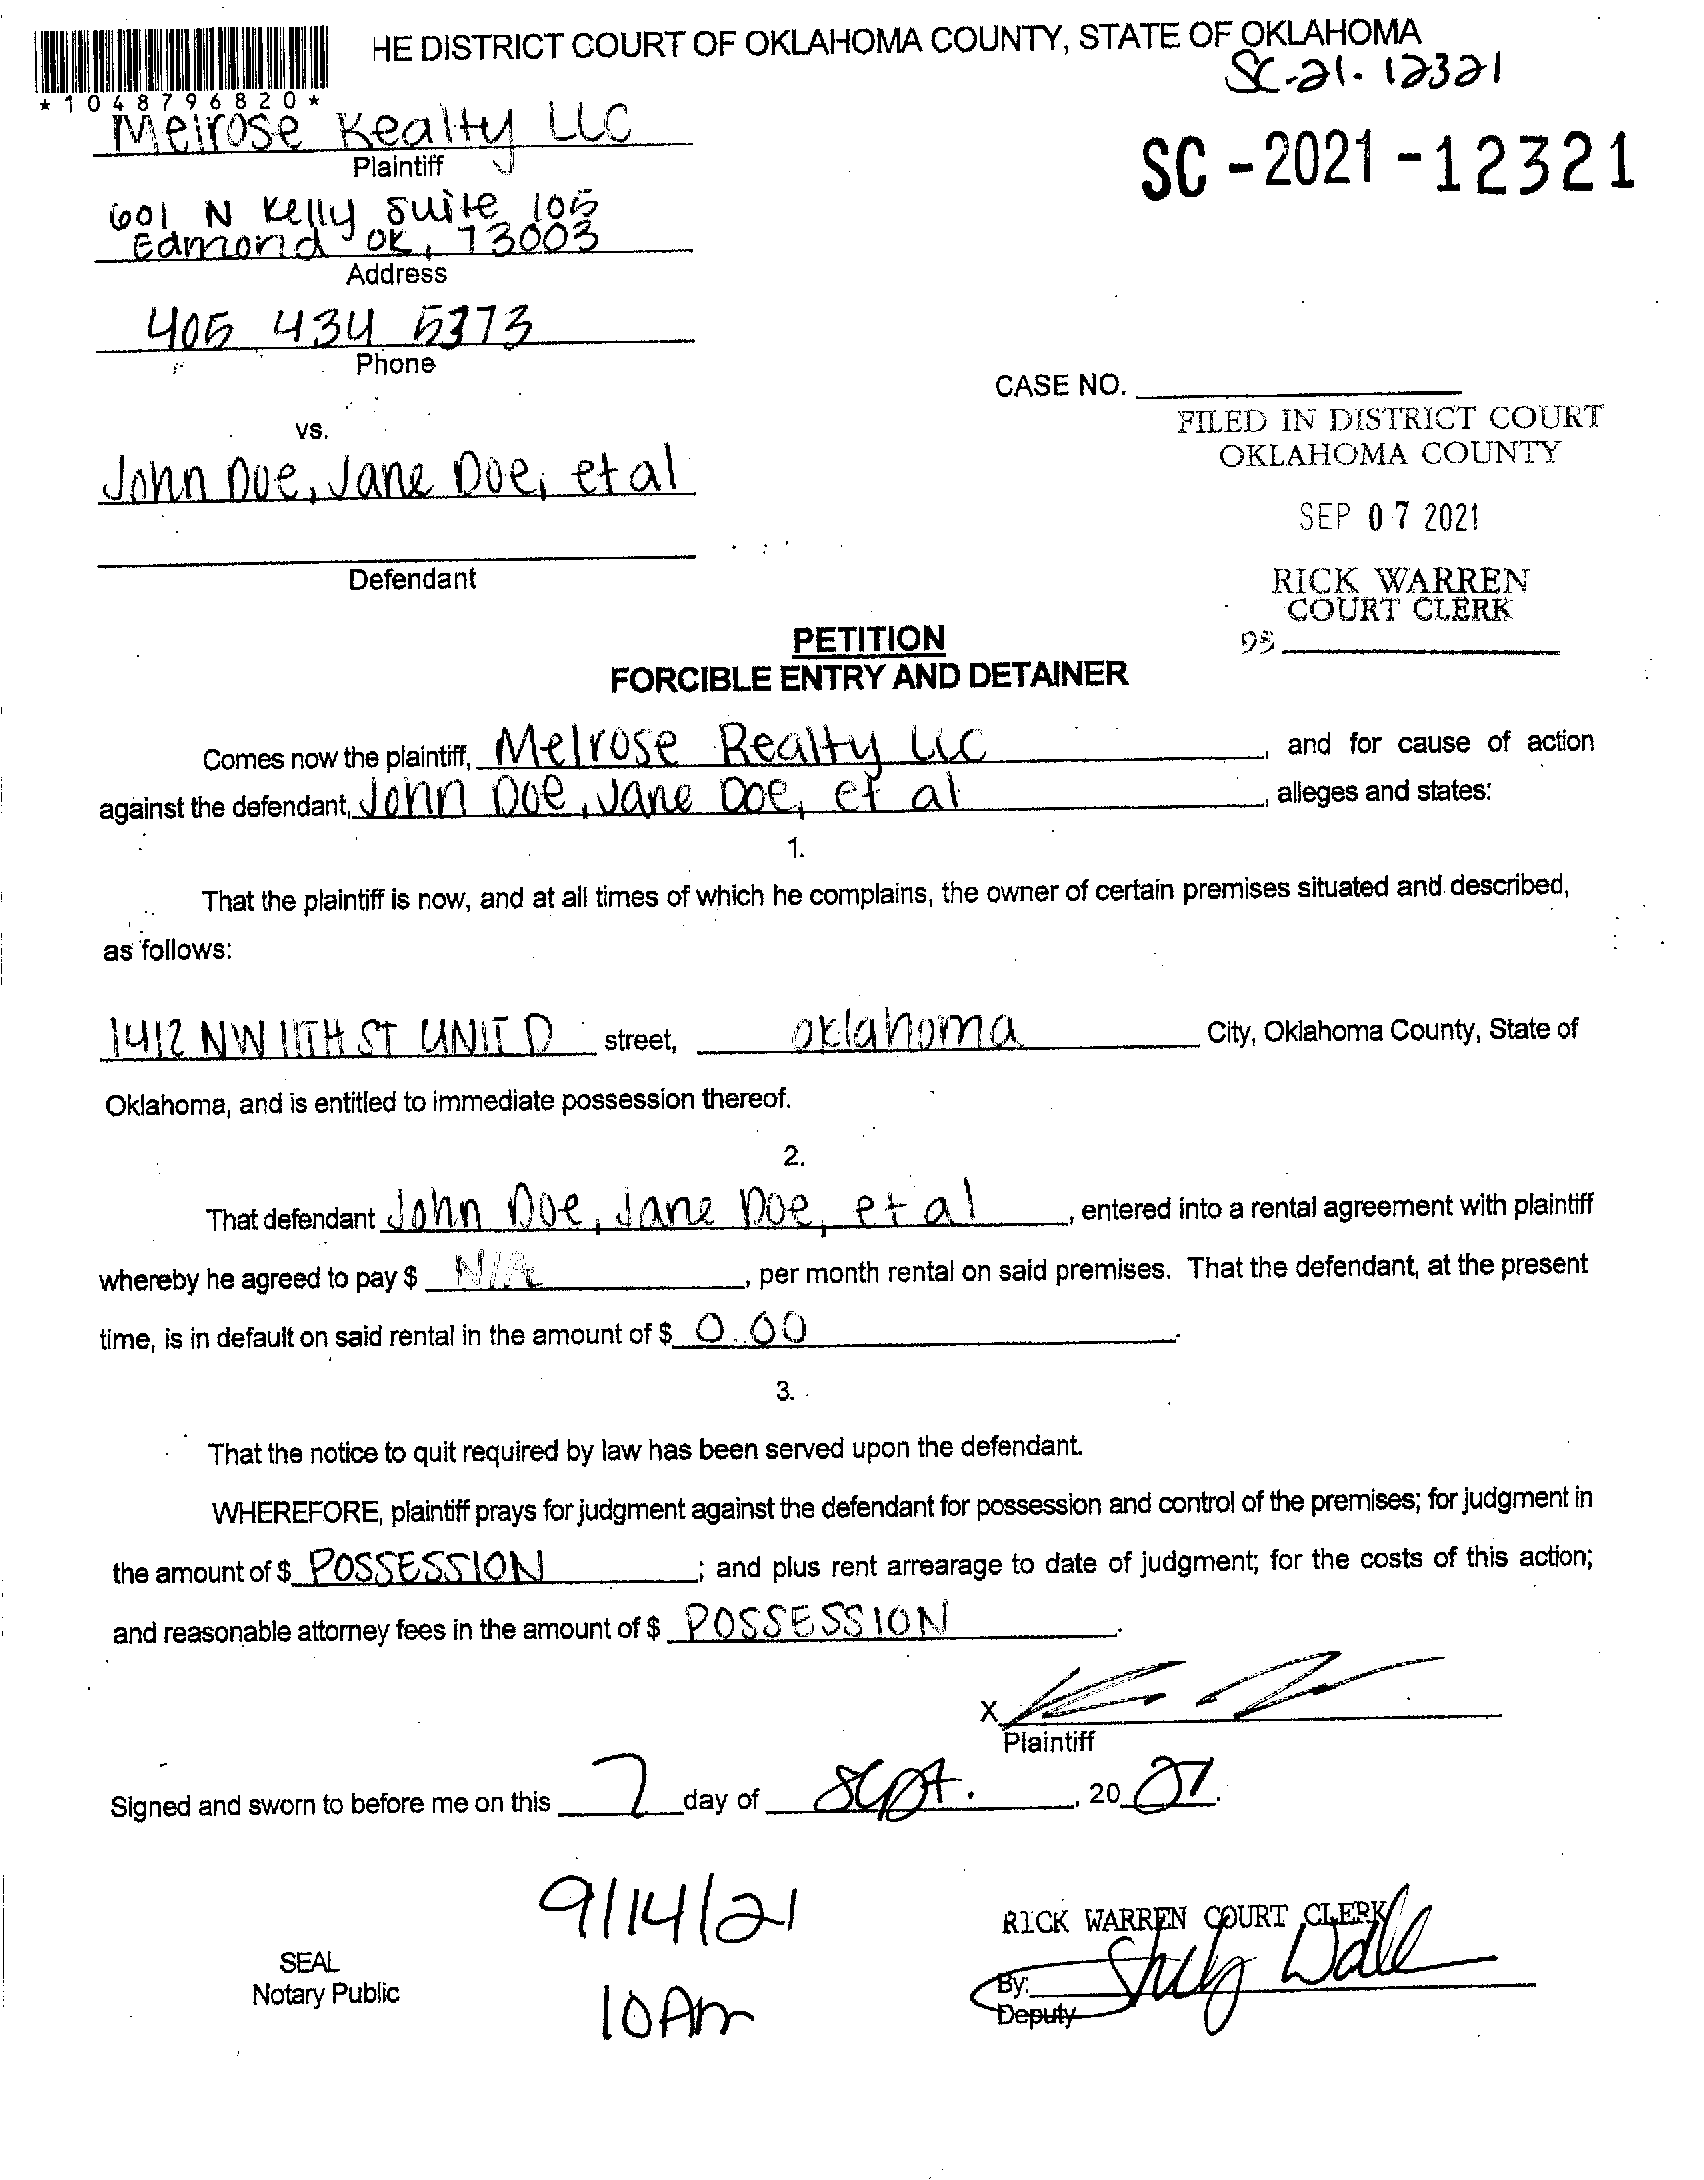 HE DISTRICT COURT OF OKLAHOMA COUNTY, STATE OF OKLAHOMA
SC-21-12321
*1048796820*
Melrose Realty LLC
Plaintiff
SC-2021-12321
601 N Kelly Suite 105
Edmond OK, 73003
Address
405 434 5373
Phone
CASE NO.
FILED IN DISTRICT COURT
OKLAHOMA COUNTY
vs.
John Doe, Jane Doe, et al
SEP 07 2021
Defendant
RICK WARREN
COURT CLERK
PETITION
FORCIBLE ENTRY AND DETAINER
Comes now the plaintiff, Melrose Realty LLC, and for cause of action
against the defendant, John Doe, Jane Doe, et al, alleges and states:
1.
That the plaintiff is now, and at all times of which he complains, the owner of certain premises situated and described,
as follows:
1412 NW 11TH ST UNIT D street, Oklahoma City, Oklahoma County, State of
Oklahoma, and is entitled to immediate possession thereof.
2.
That defendant John Doe, Jane Doe, et al, entered into a rental agreement with plaintiff
whereby he agreed to pay $ N/A, per month rental on said premises. That the defendant, at the present
time, is in default on said rental in the amount of $ 0.00.
3.
That the notice to quit required by law has been served upon the defendant.
WHEREFORE, plaintiff prays for judgment against the defendant for possession and control of the premises; for judgment in
the amount of $ POSSESSION; and plus rent arrearage to date of judgment; for the costs of this action;
and reasonable attorney fees in the amount of $ POSSESSION.
X
Plaintiff
Signed and sworn to before me on this 7 day of Sept., 20 21.
9/14/21
RICK WARREN COURT CLERK
SEAL
Notary Public
By:
Deputy
10 Am